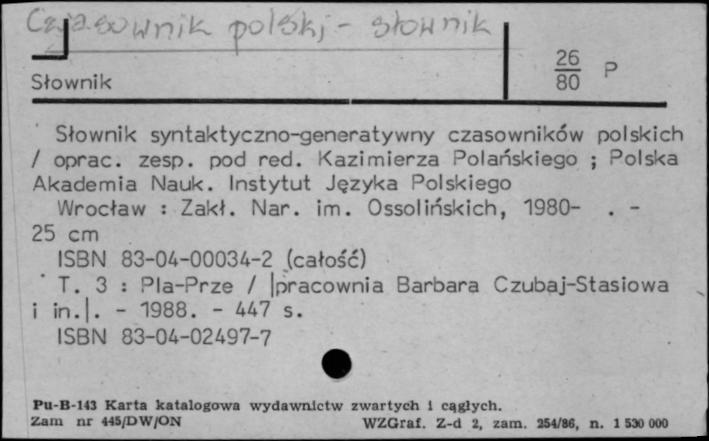 Czasownik polski - słownik
Słownik
26
80 P
Słownik syntaktyczno-generatywny czasowników polskich
/ oprac. zesp. pod red. Kazimierza Polańskiego ; Polska
Akademia Nauk. Instytut Języka Polskiego
Wrocław : Zakł. Nar. im. Ossolińskich, 1980- . -
25 cm
ISBN 83-04-00034-2 (całość)
T. 3 : Pla-Prze / |pracownia Barbara Czubaj-Stasiowa
i in.|. - 1988. - 447 s.
ISBN 83-04-02497-7
Pu-B-143 Karta katalogowa wydawnictw zwartych i ciągłych.
Zam nr 445/DW/ON WZGraf. Z-d 2, zam. 254/86, n. 1 530 000